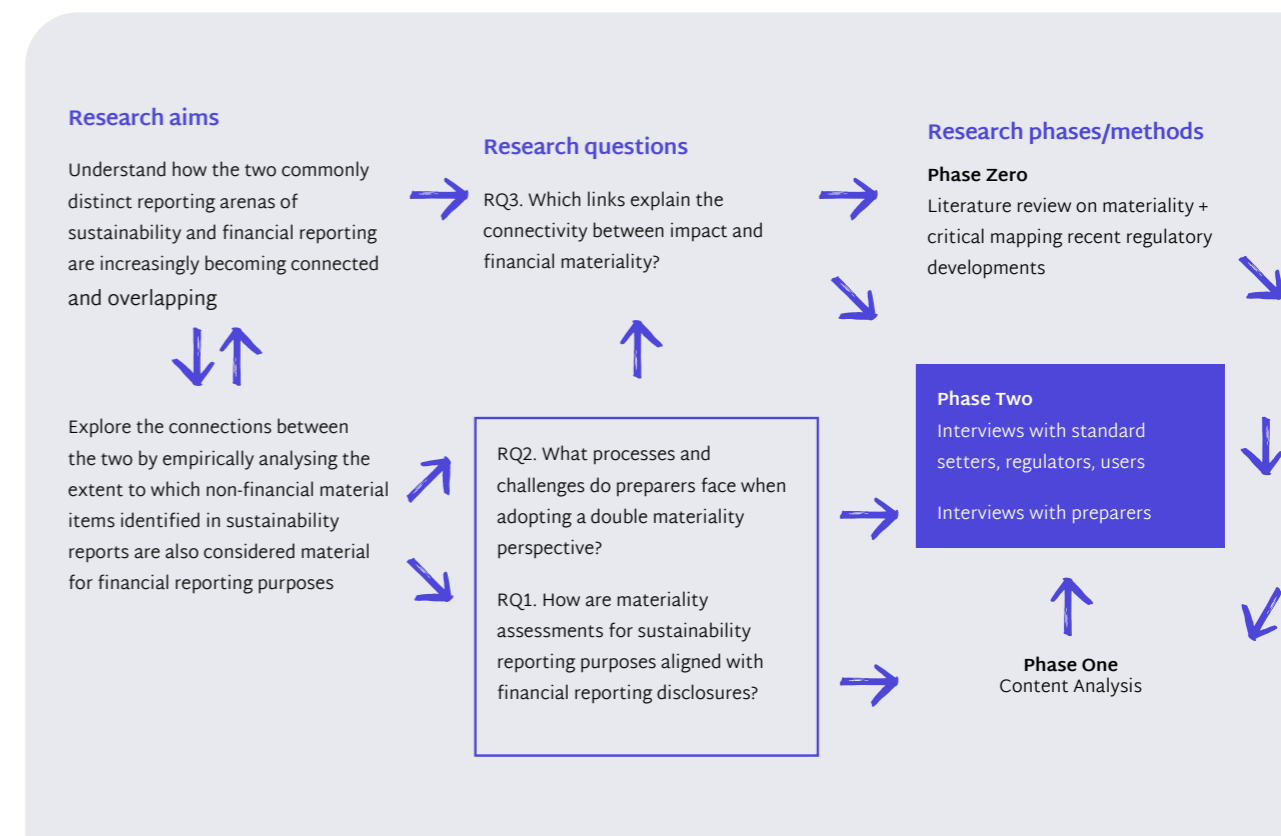 Research aims
Understand how the two commonly
distinct reporting arenas of
sustainability and financial reporting
are increasingly becoming connected
and overlapping
Explore the connections between
the two by empirically analysing the
extent to which non-financial material
items identified in sustainability
reports are also considered material
for financial reporting purposes
Research questions
RQ3. Which links explain the
connectivity between impact and
financial materiality?
RQ2. What processes and
challenges do preparers face when
adopting a double materiality
perspective?
RQ1. How are materiality
assessments for sustainability
reporting purposes aligned with
financial reporting disclosures?
Research phases/methods
Phase Zero
Literature review on materiality +
critical mapping recent regulatory
developments
Phase Two
Interviews with standard
setters, regulators, users
Interviews with preparers
Phase One
Content Analysis